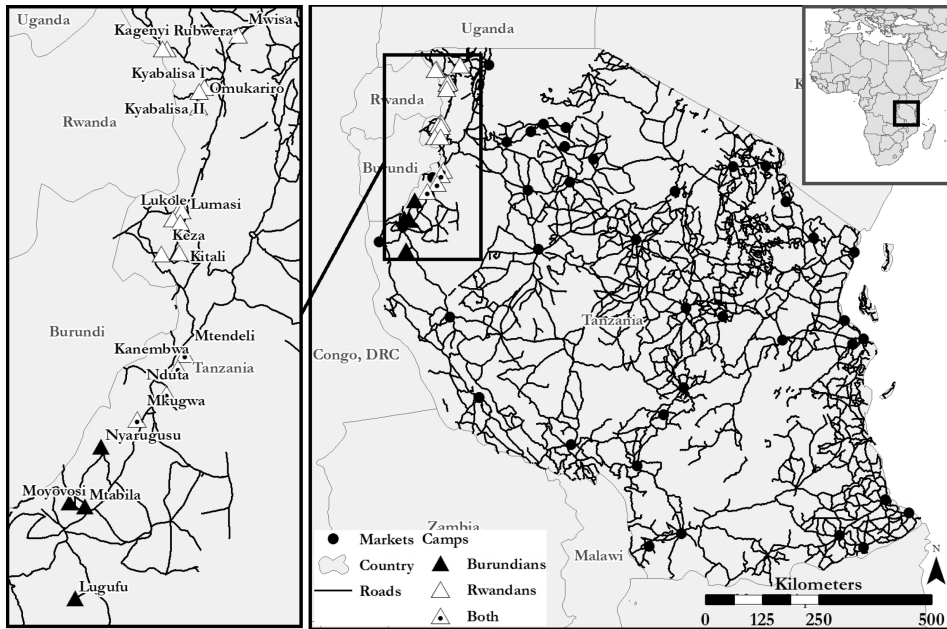 Uganda
Mwisa
Kagenyi Rubwera
Kyabalisa I
Omukariro
Kyabalisa II
Rwanda
Lukole
Lumasi
Keza
Kitali
Burundi
Mtendeli
Kanembwa
Nduta
Tanzania
Mkugwa
Nyarugusu
Moyovosi
Mtabila
Lugufu
Uganda
K
Rwanda
Burundi
Tanzania
Congo, DRC
Zambia
Malawi
Markets Camps
Country
Burundians
Roads
Rwandans
Both
N
Kilometers
0 125 250 500